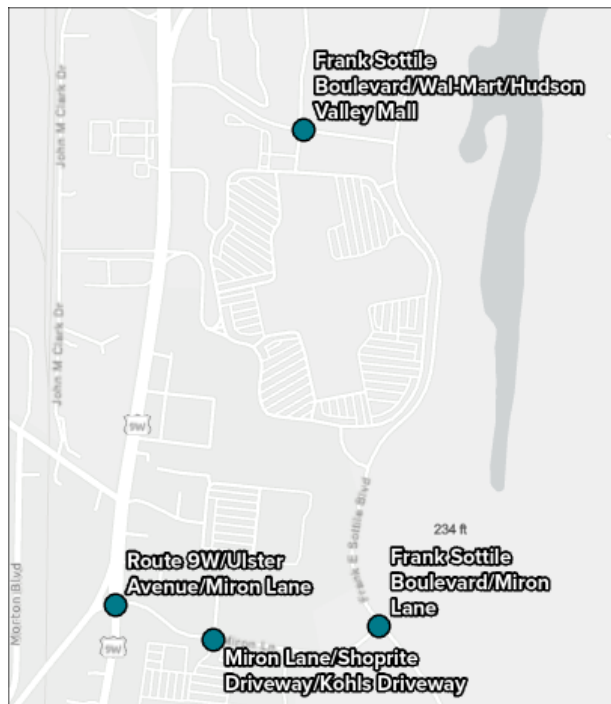 Frank Sottile
Boulevard/Wal-Mart/Hudson
Valley Mall
John M Clark Dr
John M Clark Dr
9W
Frank E Sottile Blvd
234 ft
Route 9W/Ulster
Avenue/Miron Lane
Frank Sottile
Boulevard/Miron
Lane
Morton Blvd
9W
Miron Ln
Miron Lane/Shoprite
Driveway/Kohls Driveway